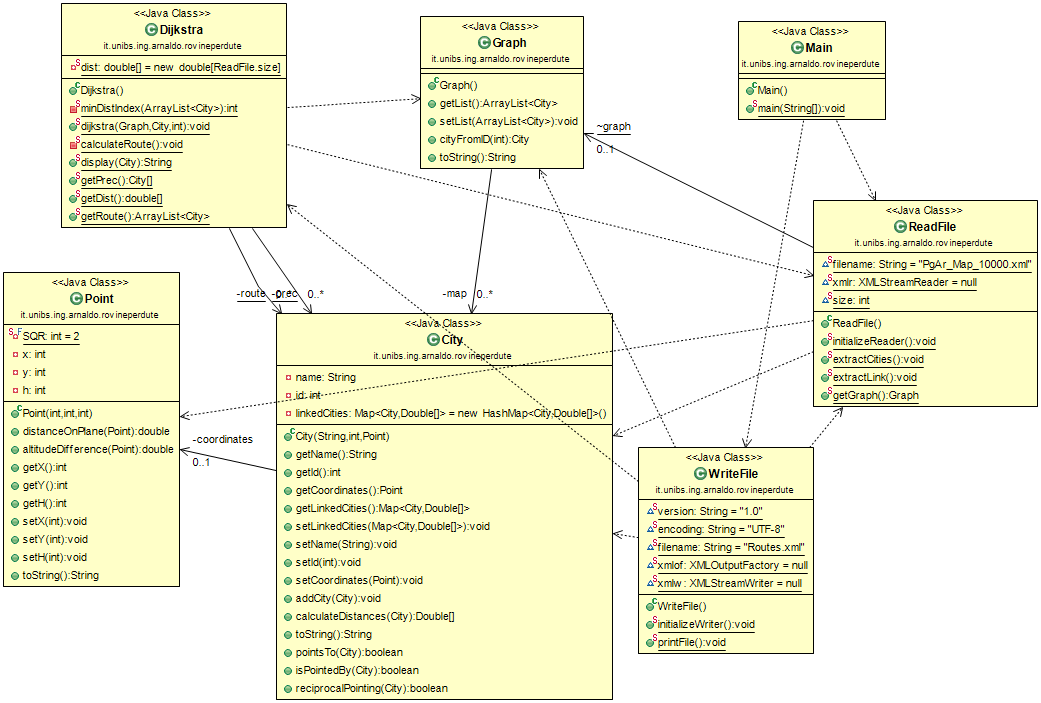 <<Java Class>>
Dijkstra
it.unibs.ing.arnaldo.rovineperdute
dist: double[] = new double[ReadFile.size]
Dijkstra()
minDistIndex(ArrayList<City>):int
dijkstra(Graph,City,int):void
calculateRoute():void
display(City):String
getPrec():City[]
getDist():double[]
getRoute():ArrayList<City>
<<Java Class>>
Graph
it.unibs.ing.arnaldo.rovineperdute
Graph()
getList():ArrayList<City>
setList(ArrayList<City>):void
cityFromID(int):City
toString():String
<<Java Class>>
Main
it.unibs.ing.arnaldo.rovineperdute
Main()
main(String[]):void
~graph
0..1
<<Java Class>>
ReadFile
it.unibs.ing.arnaldo.rovineperdute
filename: String = "PgAr_Map_10000.xml"
xmlr: XMLStreamReader = null
size: int
ReadFile()
initializeReader():void
extractCities():void
extractLink():void
getGraph():Graph
<<Java Class>>
Point
it.unibs.ing.arnaldo.rovineperdute
SQR: int = 2
x: int
y: int
h: int
Point(int,int,int)
distanceOnPlane(Point):double
altitudeDifference(Point):double
getX():int
getY():int
getH():int
setX(int):void
setY(int):void
setH(int):void
toString():String
-route
0..*
-prec
0..*
-map
0..*
-coordinates
0..1
<<Java Class>>
City
it.unibs.ing.arnaldo.rovineperdute
name: String
id: int
linkedCities: Map<City,Double[]> = new HashMap<City,Double[]>()
City(String,int,Point)
getName():String
getId():int
getCoordinates():Point
getLinkedCities():Map<City,Double[]>
setLinkedCities(Map<City,Double[]>):void
setName(String):void
setId(int):void
setCoordinates(Point):void
addCity(City):void
calculateDistances(City):Double[]
toString():String
pointsTo(City):boolean
isPointedBy(City):boolean
reciprocalPointing(City):boolean
<<Java Class>>
WriteFile
it.unibs.ing.arnaldo.rovineperdute
version: String = "1.0"
encoding: String = "UTF-8"
filename: String = "Routes.xml"
xmlof: XMLOutputFactory = null
xmlw : XMLStreamWriter = null
WriteFile()
initializeWriter():void
printFile():void